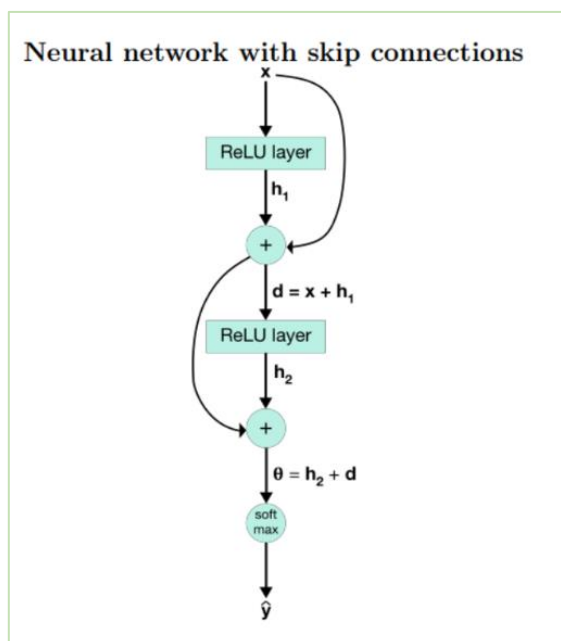 Neural network with skip connections
x
ReLU layer
h₁
+
d = x + h₁
ReLU layer
h₂
+
θ = h₂ + d
soft
max
ŷ